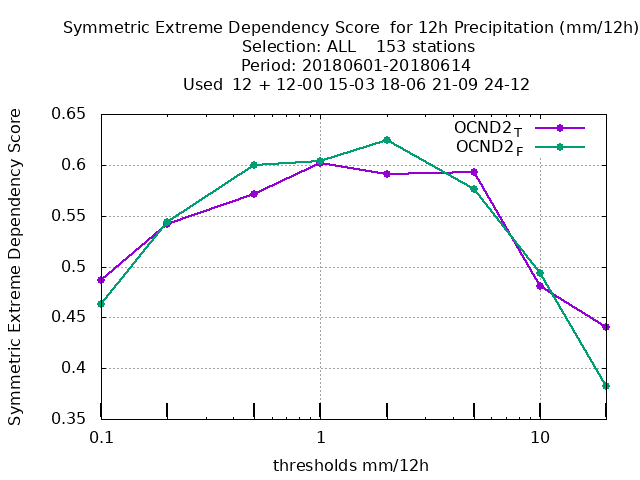 Symmetric Extreme Dependency Score  for 12h Precipitation (mm/12h)
Selection: ALL    153 stations
Period: 20180601-20180614
Used  12 + 12-00 15-03 18-06 21-09 24-12
OCND2T
OCND2F
Symmetric Extreme Dependency Score
0.65
0.6
0.55
0.5
0.45
0.4
0.35
0.1
1
10
thresholds mm/12h